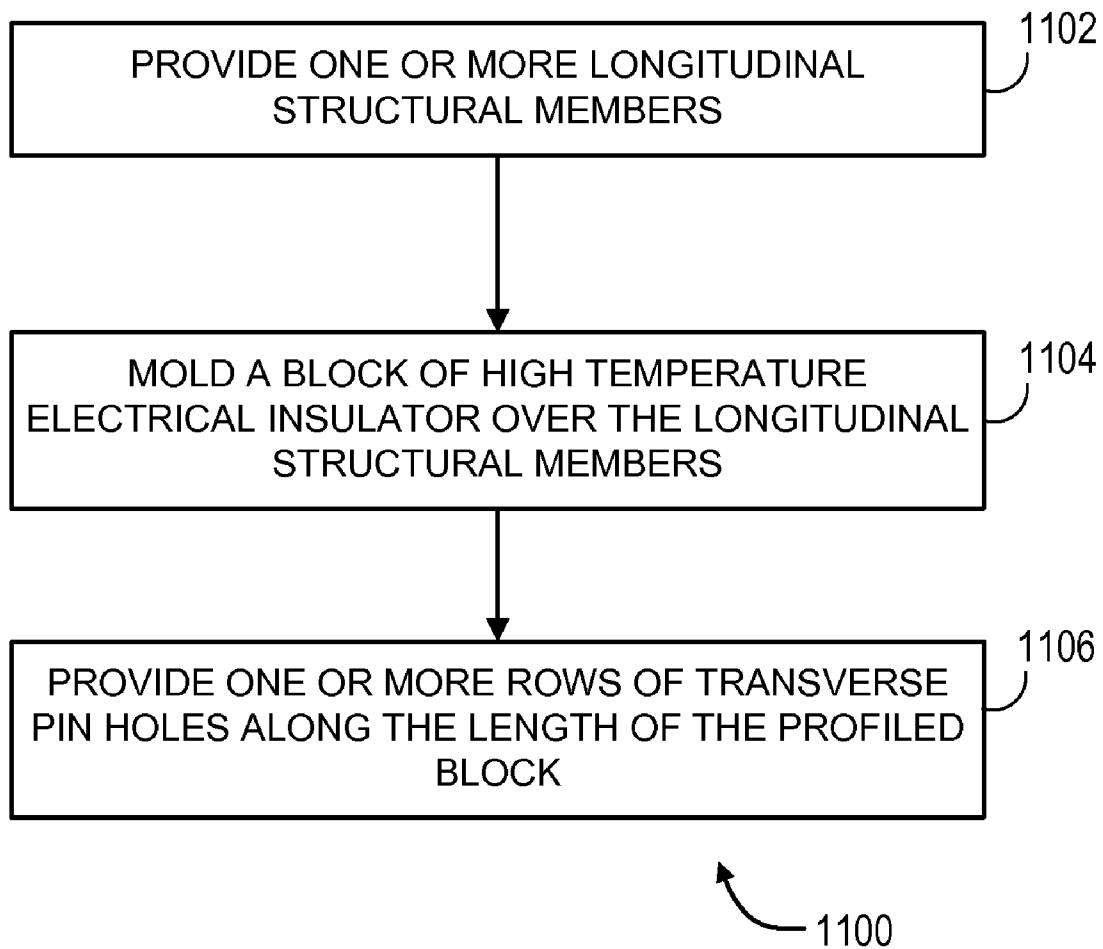 1102
PROVIDE ONE OR MORE LONGITUDINAL
STRUCTURAL MEMBERS
1104
MOLD A BLOCK OF HIGH TEMPERATURE
ELECTRICAL INSULATOR OVER THE LONGITUDINAL
STRUCTURAL MEMBERS
1106
PROVIDE ONE OR MORE ROWS OF TRANSVERSE
PIN HOLES ALONG THE LENGTH OF THE PROFILED
BLOCK
1100